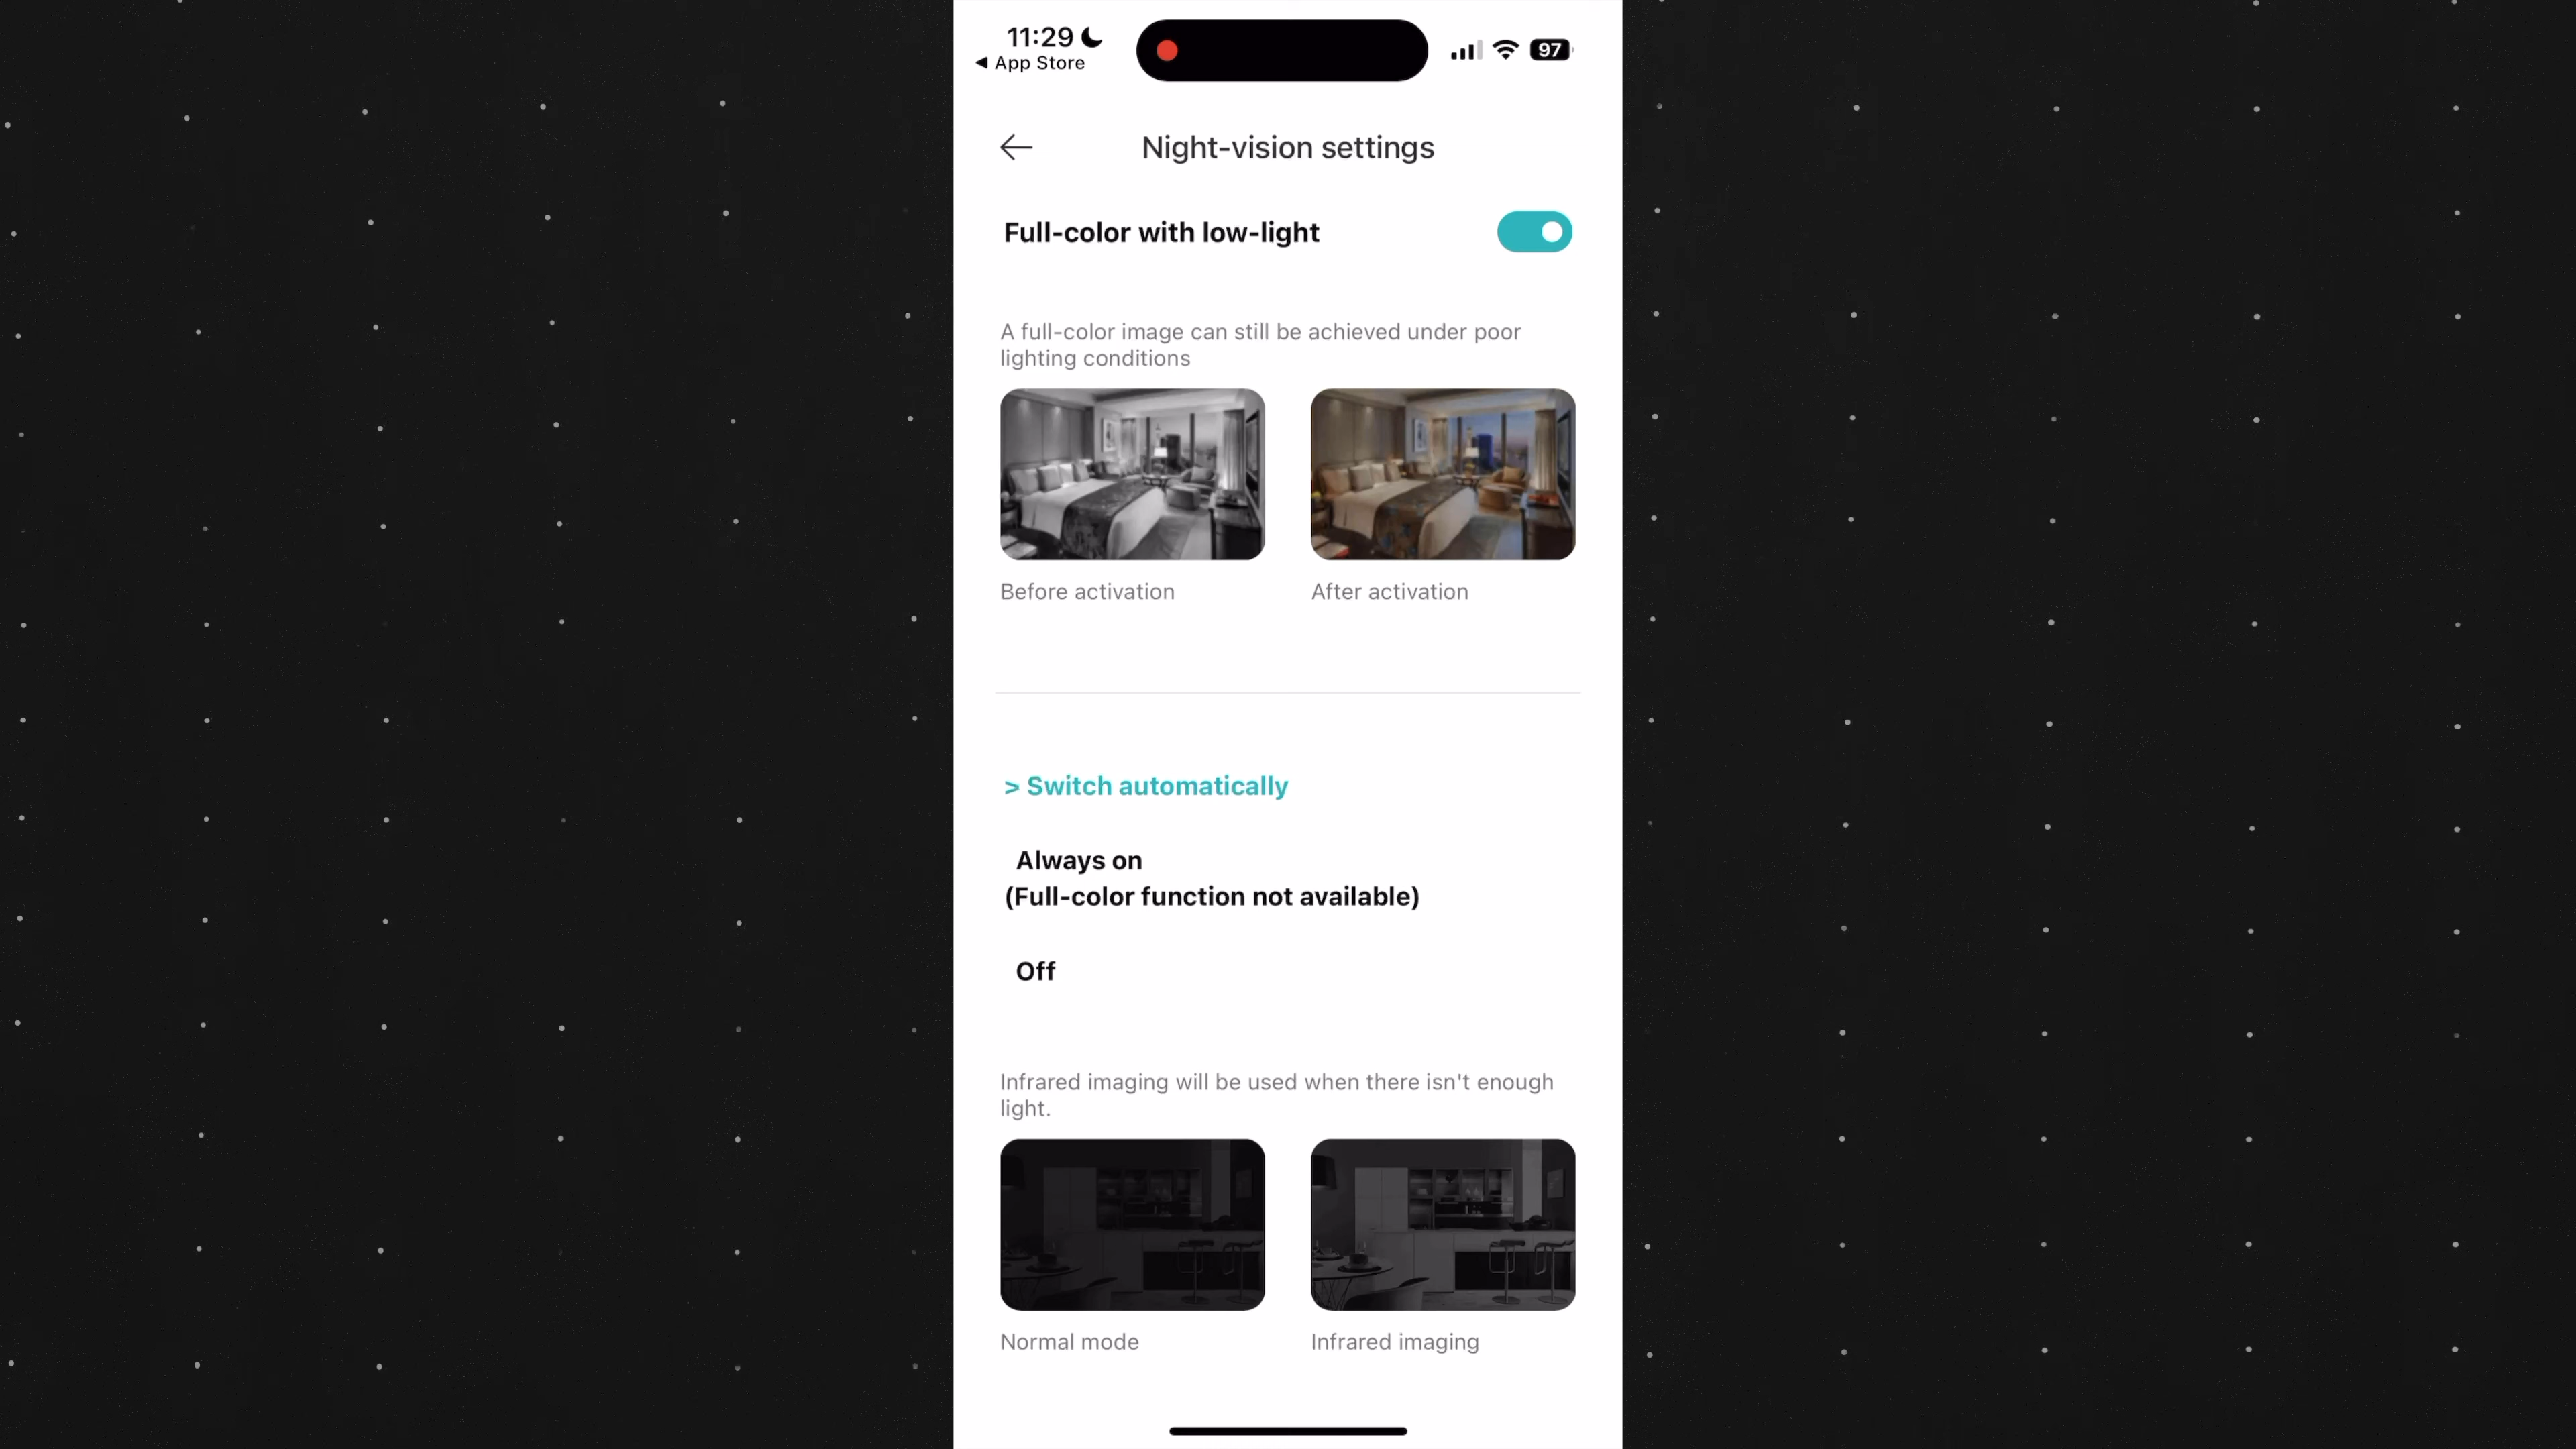 11:29
97
◀ App Store
Night-vision settings
Full-color with low-light
A full-color image can still be achieved under poor
lighting conditions
Before activation
After activation
> Switch automatically
Always on
(Full-color function not available)
Off
Infrared imaging will be used when there isn't enough
light.
Normal mode
Infrared imaging